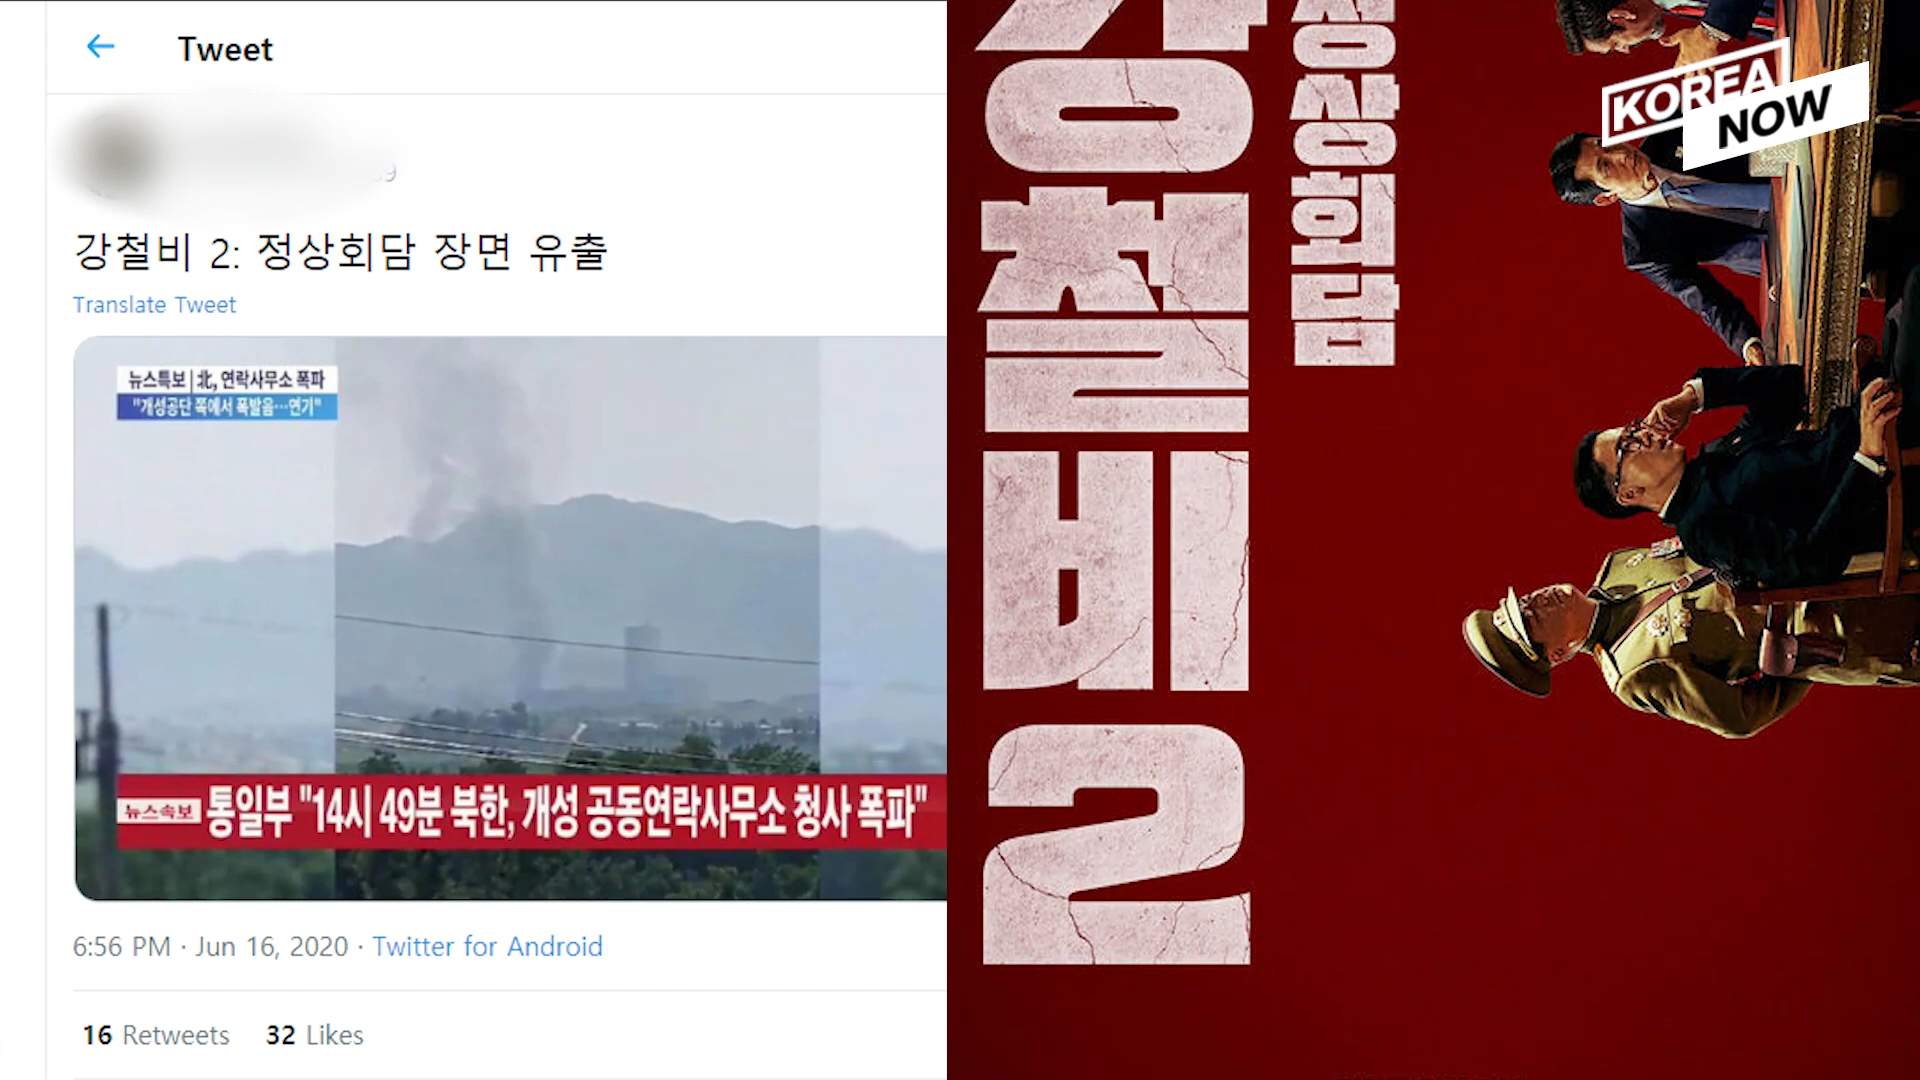 Tweet
강철비 2: 정상회담 장면 유출
Translate Tweet
뉴스특보 | 北, 연락사무소 폭파
"개성공단 쪽에서 폭발음…연기"
뉴스속보 통일부 "14시 49분 북한, 개성 공동연락사무소 청사 폭파"
6:56 PM · Jun 16, 2020 · Twitter for Android
16 Retweets 32 Likes
강철비2
정상회담
KOREA
NOW